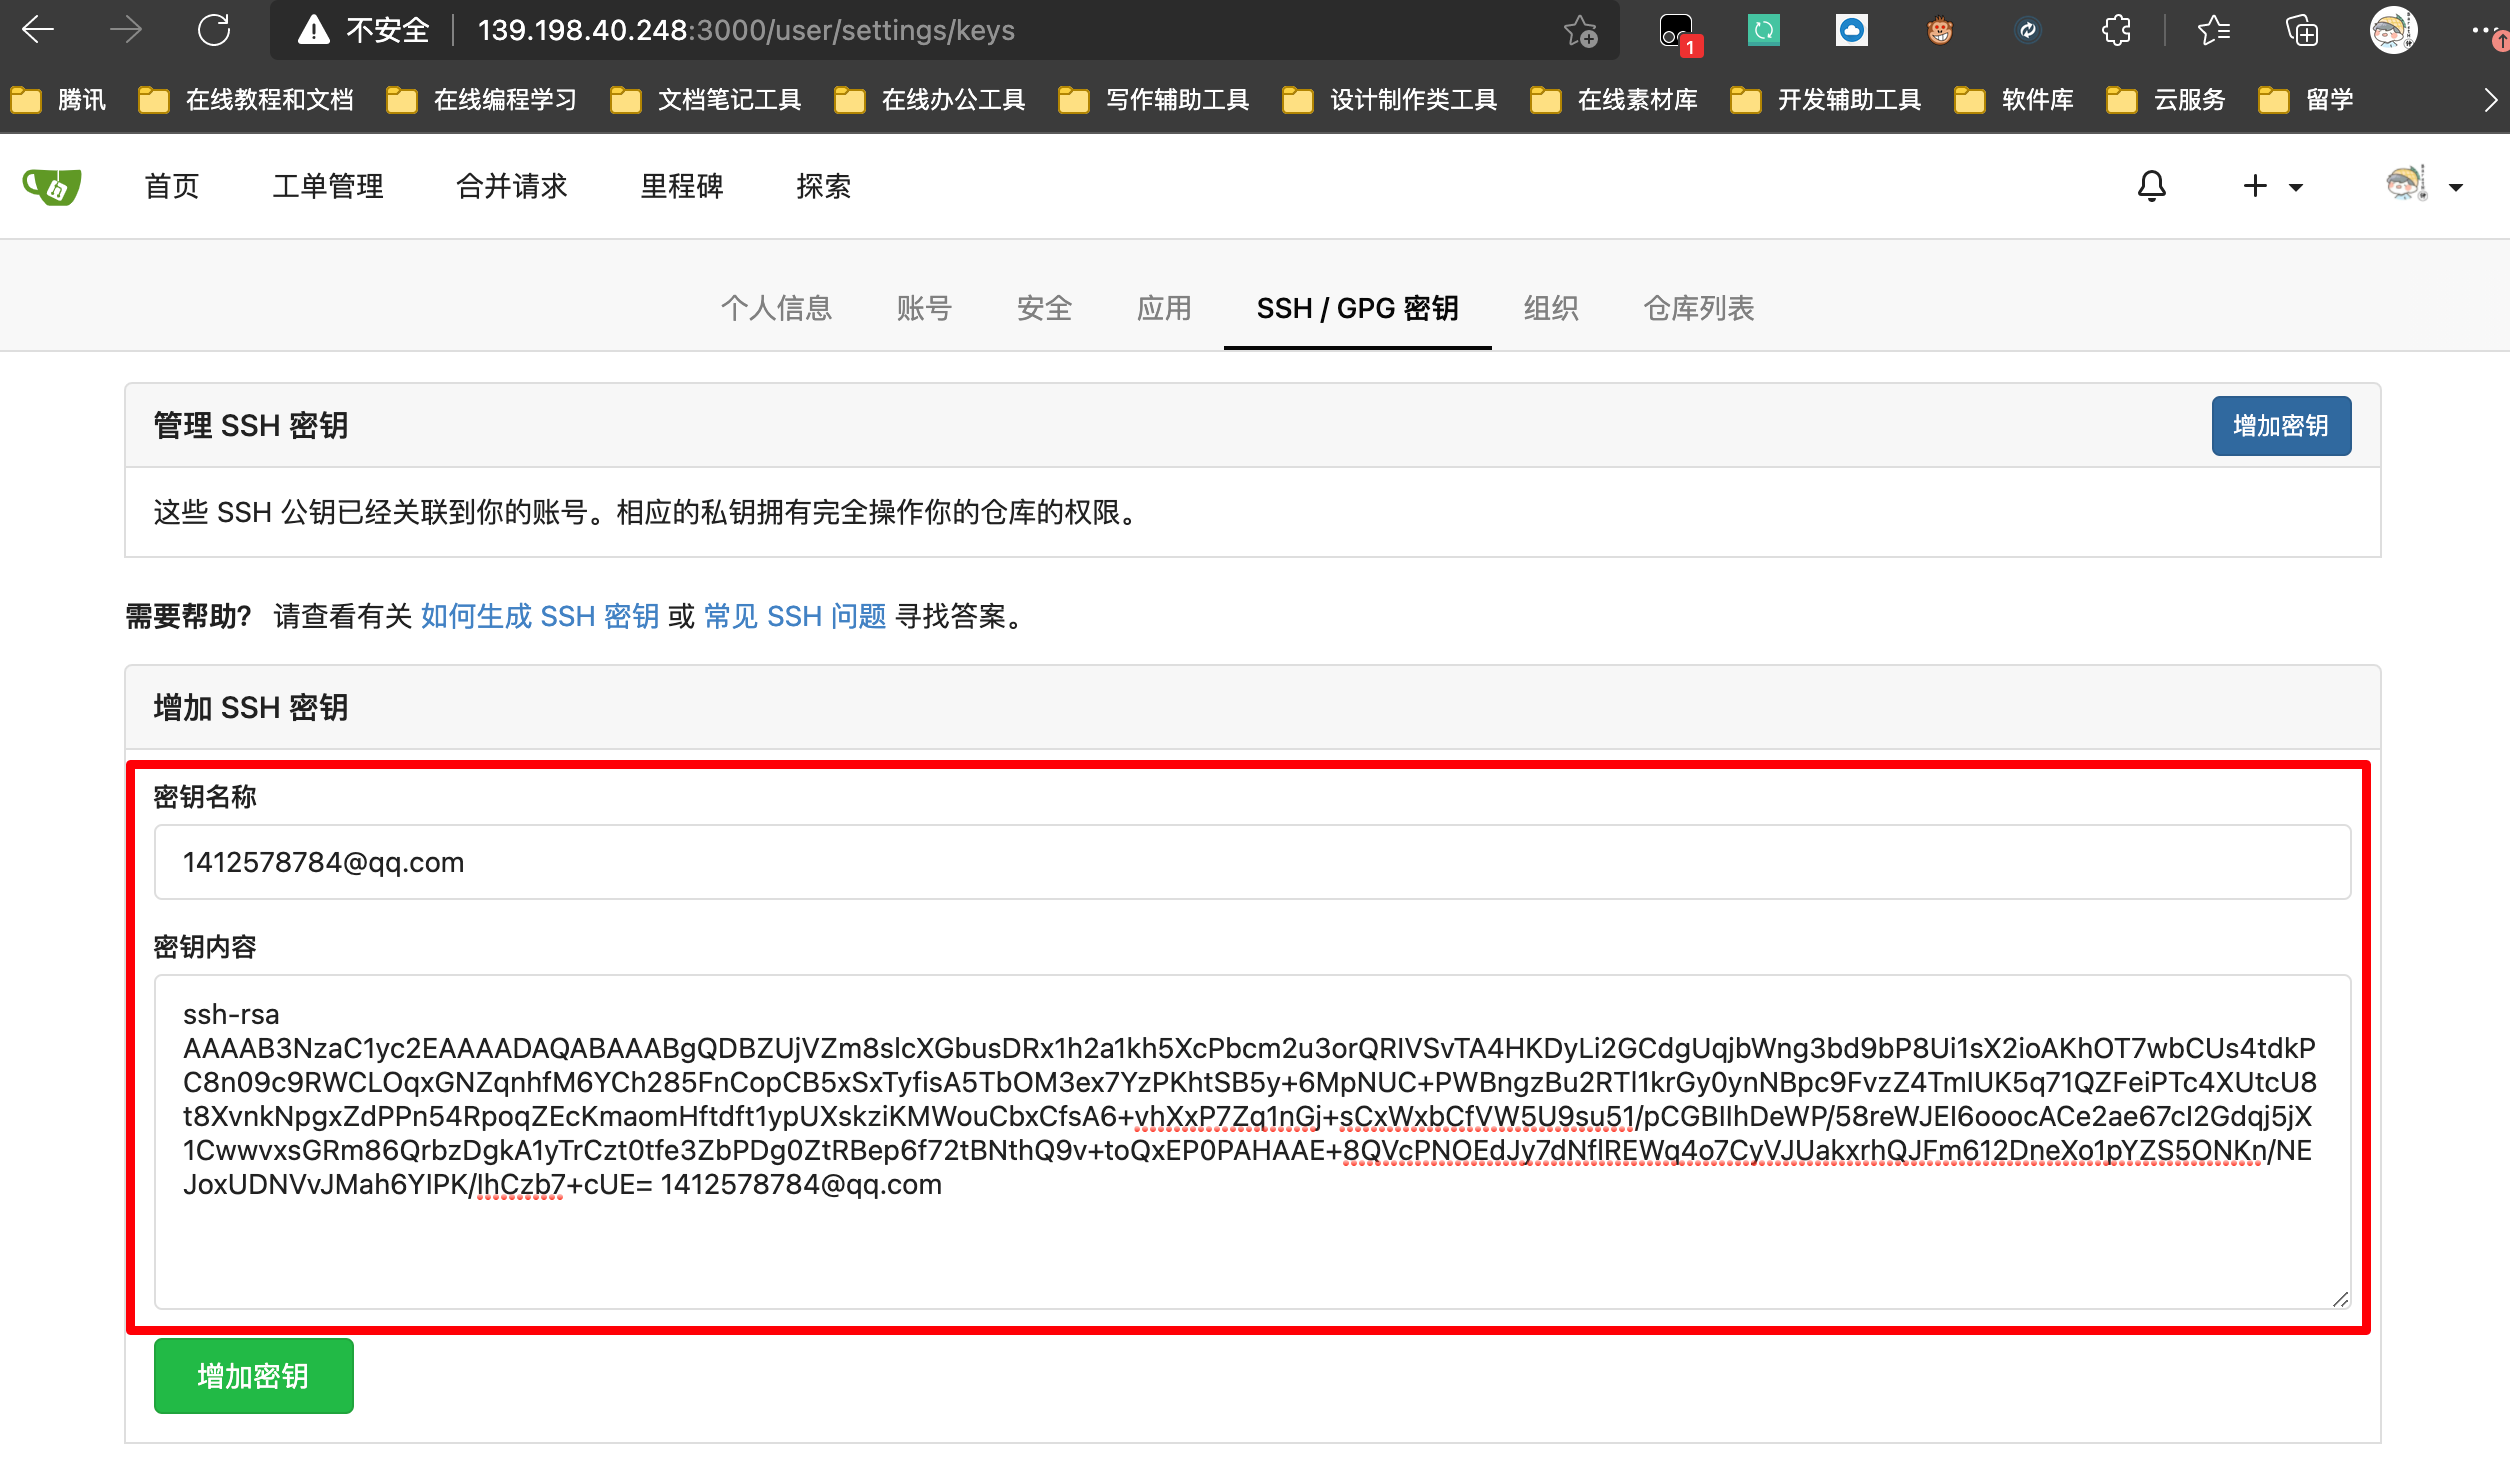 不安全 139.198.40.248:3000/user/settings/keys
1
腾讯 在线教程和文档 在线编程学习 文档笔记工具 在线办公工具 写作辅助工具 设计制作类工具 在线素材库 开发辅助工具 软件库 云服务 留学
首页 工单管理 合并请求 里程碑 探索
个人信息 账号 安全 应用 SSH / GPG 密钥 组织 仓库列表
管理 SSH 密钥 增加密钥
这些 SSH 公钥已经关联到你的账号。相应的私钥拥有完全操作你的仓库的权限。
需要帮助? 请查看有关 如何生成 SSH 密钥 或 常见 SSH 问题 寻找答案。
增加 SSH 密钥
密钥名称
1412578784@qq.com
密钥内容
ssh-rsa
AAAAB3NzaC1yc2EAAAADAQABAAABgQDBZUjVZm8slcXGbusDRx1h2a1kh5XcPbcm2u3orQRIVSvTA4HKDyLi2GCdgUqjbWng3bd9bP8Ui1sX2ioAKhOT7wbCUs4tdkP
C8n09c9RWCLOqxGNZqnhfM6YCh285FnCopCB5xSxTyfisA5TbOM3ex7YzPKhtSB5y+6MpNUC+PWBngzBu2RTl1krGy0ynNBpc9FvzZ4TmlUK5q71QZFeiPTc4XUtcU8
t8XvnkNpgxZdPPn54RpoqZEcKmaomHftdft1ypUXskziKMWouCbxCfsA6+vhXxP7Zq1nGj+sCxWxbCfVW5U9su51/pCGBIIhDeWP/58reWJEI6ooocACe2ae67cI2Gdqj5jX
1CwwvxsGRm86QrbzDgkA1yTrCzt0tfe3ZbPDg0ZtRBep6f72tBNthQ9v+toQxEP0PAHAAE+8QVcPNOEdJy7dNflREWq4o7CyVJUakxrhQJFm612DneXo1pYZS5ONKn/NE
JoxUDNVvJMah6YIPK/lhCzb7+cUE= 1412578784@qq.com
增加密钥